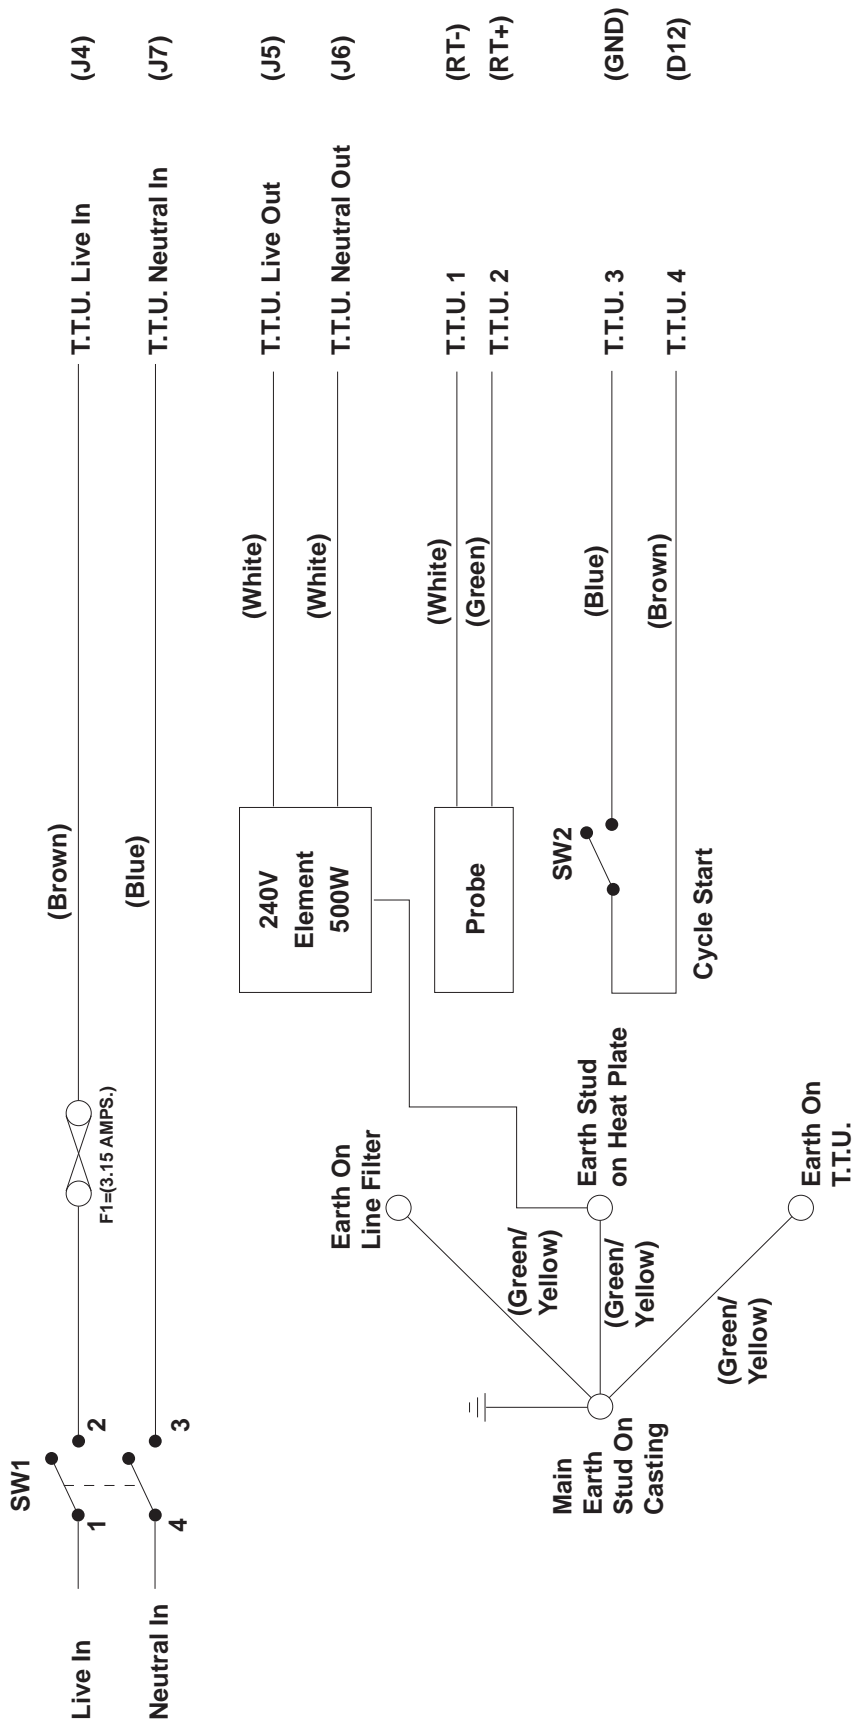 SW1
Live In
1
2
F1=(3.15 AMPS.)
(Brown)
T.T.U. Live In
(J4)
Neutral In
4
3
(Blue)
T.T.U. Neutral In
(J7)
240V
Element
500W
(White)
T.T.U. Live Out
(J5)
(White)
T.T.U. Neutral Out
(J6)
Probe
(White)
T.T.U. 1
(RT-)
(Green)
T.T.U. 2
(RT+)
SW2
(Blue)
T.T.U. 3
(GND)
(Brown)
T.T.U. 4
(D12)
Cycle Start
Earth On
Line Filter
(Green/
Yellow)
Main
Earth
Stud On
Casting
(Green/
Yellow)
Earth Stud
on Heat Plate
(Green/
Yellow)
Earth On
T.T.U.